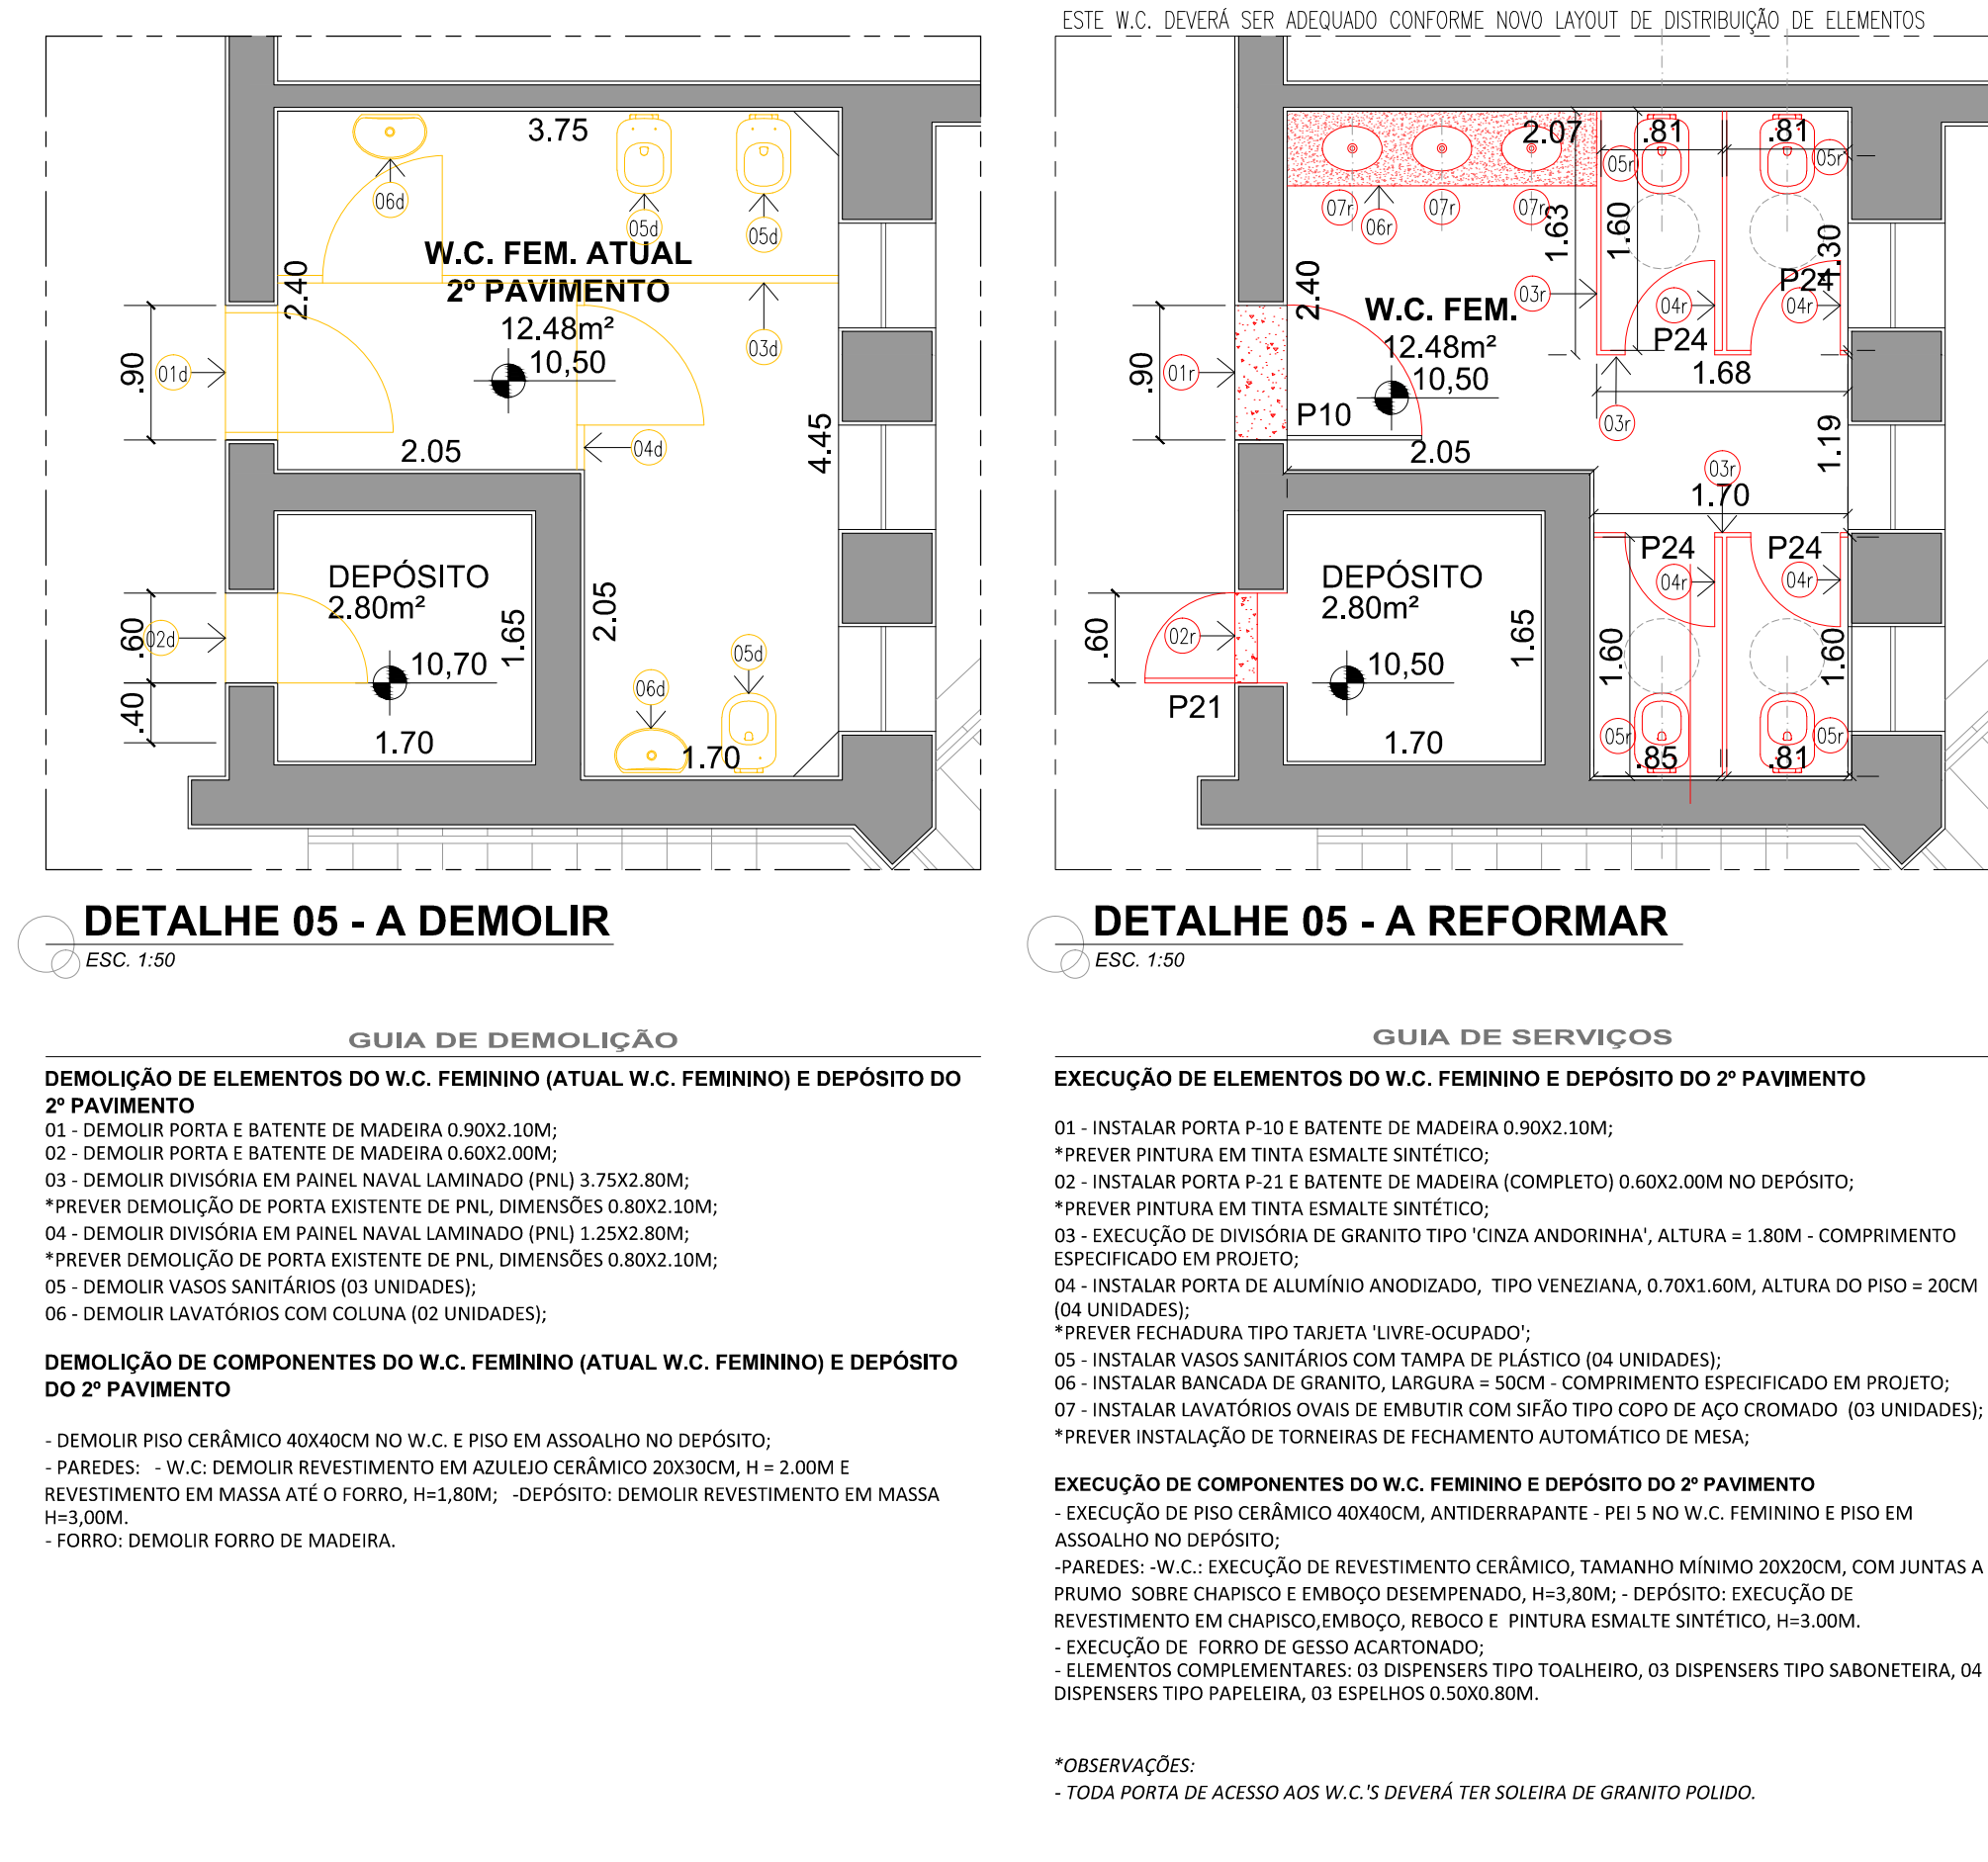 ESTE W.C. DEVERÁ SER ADEQUADO CONFORME NOVO LAYOUT DE DISTRIBUIÇÃO DE ELEMENTOS
3.75
06d
05d
05d
W.C. FEM. ATUAL
2º PAVIMENTO
12.48m²
10,50
2.40
03d
.90
01d
2.05
04d
4.45
DEPÓSITO
2.80m²
.60
02d
10,70
1.65
2.05
.40
1.70
06d
05d
1.70
2.07
.81
.81
05r
05r
07r
07r
07r
06r
1.63
1.60
1.30
2.40
03r
P24
04r
04r
W.C. FEM.
P24
12.48m²
10,50
.90
01r
1.68
P10
03r
2.05
1.19
03r
1.70
P24
P24
04r
04r
DEPÓSITO
2.80m²
.60
02r
1.65
1.60
1.60
10,50
P21
1.70
05r
05r
.85
.81
DETALHE 05 - A DEMOLIR
ESC. 1:50
DETALHE 05 - A REFORMAR
ESC. 1:50
GUIA DE DEMOLIÇÃO
DEMOLIÇÃO DE ELEMENTOS DO W.C. FEMININO (ATUAL W.C. FEMININO) E DEPÓSITO DO
2º PAVIMENTO
01 - DEMOLIR PORTA E BATENTE DE MADEIRA 0.90X2.10M;
02 - DEMOLIR PORTA E BATENTE DE MADEIRA 0.60X2.00M;
03 - DEMOLIR DIVISÓRIA EM PAINEL NAVAL LAMINADO (PNL) 3.75X2.80M;
*PREVER DEMOLIÇÃO DE PORTA EXISTENTE DE PNL, DIMENSÕES 0.80X2.10M;
04 - DEMOLIR DIVISÓRIA EM PAINEL NAVAL LAMINADO (PNL) 1.25X2.80M;
*PREVER DEMOLIÇÃO DE PORTA EXISTENTE DE PNL, DIMENSÕES 0.80X2.10M;
05 - DEMOLIR VASOS SANITÁRIOS (03 UNIDADES);
06 - DEMOLIR LAVATÓRIOS COM COLUNA (02 UNIDADES);
DEMOLIÇÃO DE COMPONENTES DO W.C. FEMININO (ATUAL W.C. FEMININO) E DEPÓSITO
DO 2º PAVIMENTO
- DEMOLIR PISO CERÂMICO 40X40CM NO W.C. E PISO EM ASSOALHO NO DEPÓSITO;
- PAREDES: - W.C: DEMOLIR REVESTIMENTO EM AZULEJO CERÂMICO 20X30CM, H = 2.00M E
REVESTIMENTO EM MASSA ATÉ O FORRO, H=1,80M; -DEPÓSITO: DEMOLIR REVESTIMENTO EM MASSA
H=3,00M.
- FORRO: DEMOLIR FORRO DE MADEIRA.
GUIA DE SERVIÇOS
EXECUÇÃO DE ELEMENTOS DO W.C. FEMININO E DEPÓSITO DO 2º PAVIMENTO
01 - INSTALAR PORTA P-10 E BATENTE DE MADEIRA 0.90X2.10M;
*PREVER PINTURA EM TINTA ESMALTE SINTÉTICO;
02 - INSTALAR PORTA P-21 E BATENTE DE MADEIRA (COMPLETO) 0.60X2.00M NO DEPÓSITO;
*PREVER PINTURA EM TINTA ESMALTE SINTÉTICO;
03 - EXECUÇÃO DE DIVISÓRIA DE GRANITO TIPO 'CINZA ANDORINHA', ALTURA = 1.80M - COMPRIMENTO
ESPECIFICADO EM PROJETO;
04 - INSTALAR PORTA DE ALUMÍNIO ANODIZADO, TIPO VENEZIANA, 0.70X1.60M, ALTURA DO PISO = 20CM
(04 UNIDADES);
*PREVER FECHADURA TIPO TARJETA 'LIVRE-OCUPADO';
05 - INSTALAR VASOS SANITÁRIOS COM TAMPA DE PLÁSTICO (04 UNIDADES);
06 - INSTALAR BANCADA DE GRANITO, LARGURA = 50CM - COMPRIMENTO ESPECIFICADO EM PROJETO;
07 - INSTALAR LAVATÓRIOS OVAIS DE EMBUTIR COM SIFÃO TIPO COPO DE AÇO CROMADO (03 UNIDADES);
*PREVER INSTALAÇÃO DE TORNEIRAS DE FECHAMENTO AUTOMÁTICO DE MESA;
EXECUÇÃO DE COMPONENTES DO W.C. FEMININO E DEPÓSITO DO 2º PAVIMENTO
- EXECUÇÃO DE PISO CERÂMICO 40X40CM, ANTIDERRAPANTE - PEI 5 NO W.C. FEMININO E PISO EM
ASSOALHO NO DEPÓSITO;
-PAREDES: -W.C.: EXECUÇÃO DE REVESTIMENTO CERÂMICO, TAMANHO MÍNIMO 20X20CM, COM JUNTAS A
PRUMO SOBRE CHAPISCO E EMBOÇO DESEMPENADO, H=3,80M; - DEPÓSITO: EXECUÇÃO DE
REVESTIMENTO EM CHAPISCO,EMBOÇO, REBOCO E PINTURA ESMALTE SINTÉTICO, H=3.00M.
- EXECUÇÃO DE FORRO DE GESSO ACARTONADO;
- ELEMENTOS COMPLEMENTARES: 03 DISPENSERS TIPO TOALHEIRO, 03 DISPENSERS TIPO SABONETEIRA, 04
DISPENSERS TIPO PAPELEIRA, 03 ESPELHOS 0.50X0.80M.
*OBSERVAÇÕES:
- TODA PORTA DE ACESSO AOS W.C.'S DEVERÁ TER SOLEIRA DE GRANITO POLIDO.